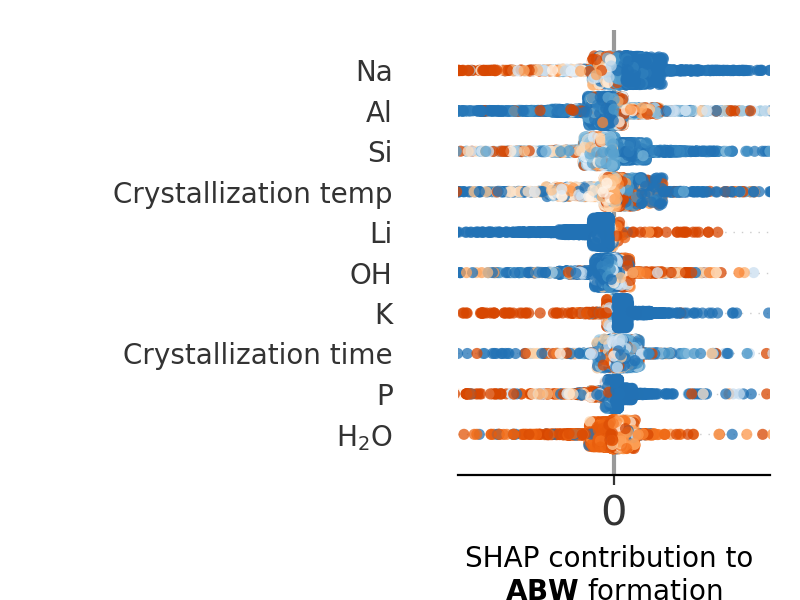 Na
Al
Si
Crystallization temp
Li
OH
K
Crystallization time
P
H₂O
0
SHAP contribution to
ABW formation